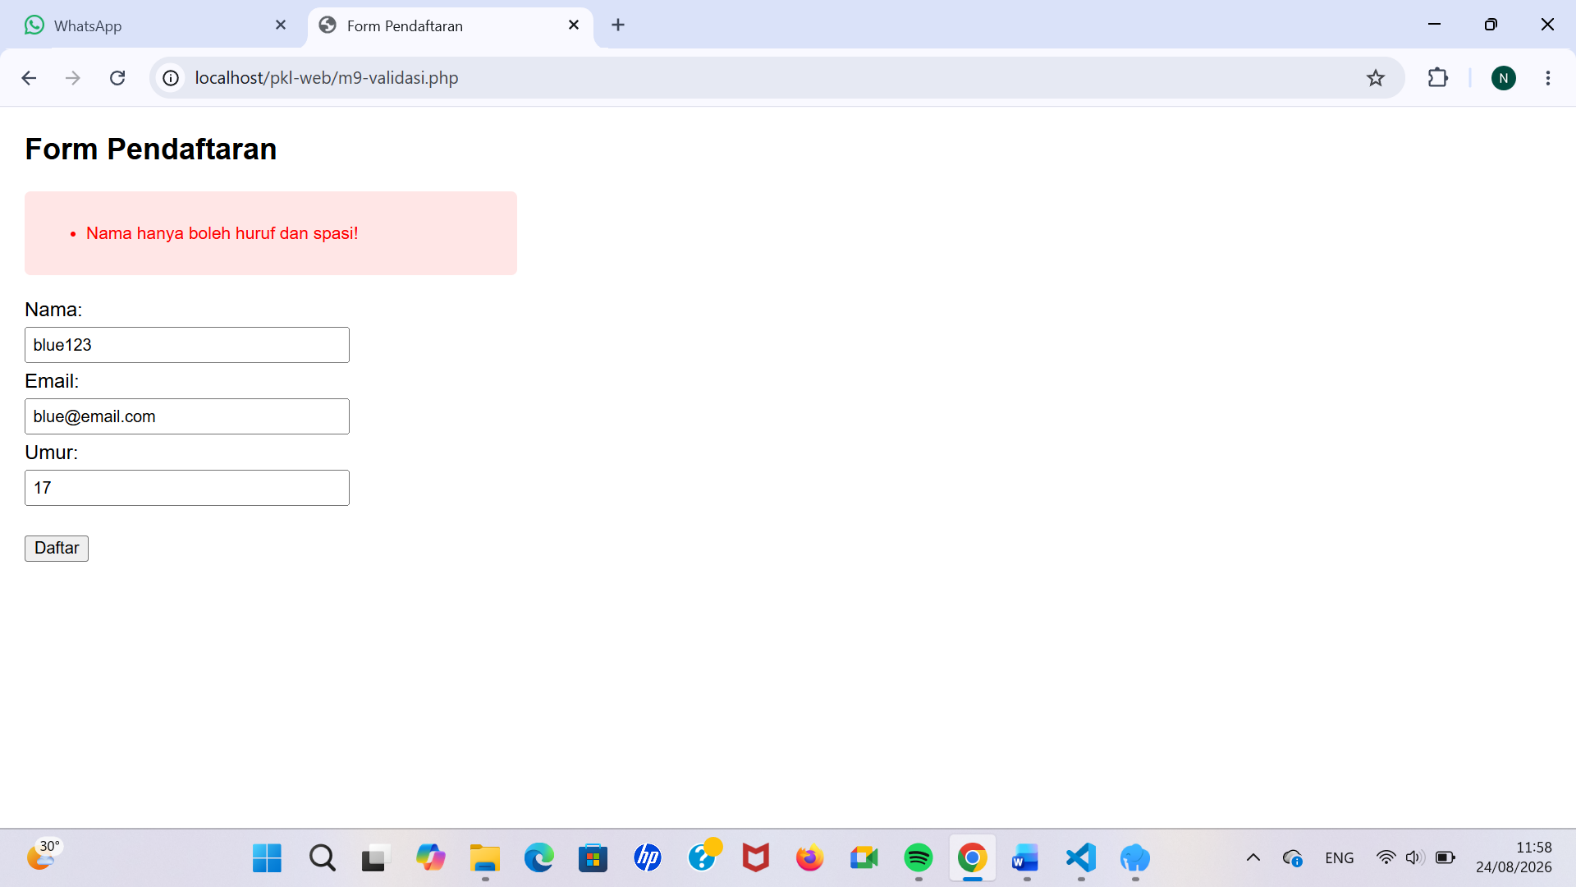 WhatsApp
Form Pendaftaran
localhost/pkl-web/m9-validasi.php
N
Form Pendaftaran
Nama hanya boleh huruf dan spasi!
Nama:
blue123
Email:
blue@email.com
Umur:
17
Daftar
30°
hp
?
W
ENG
11:58
24/08/2026